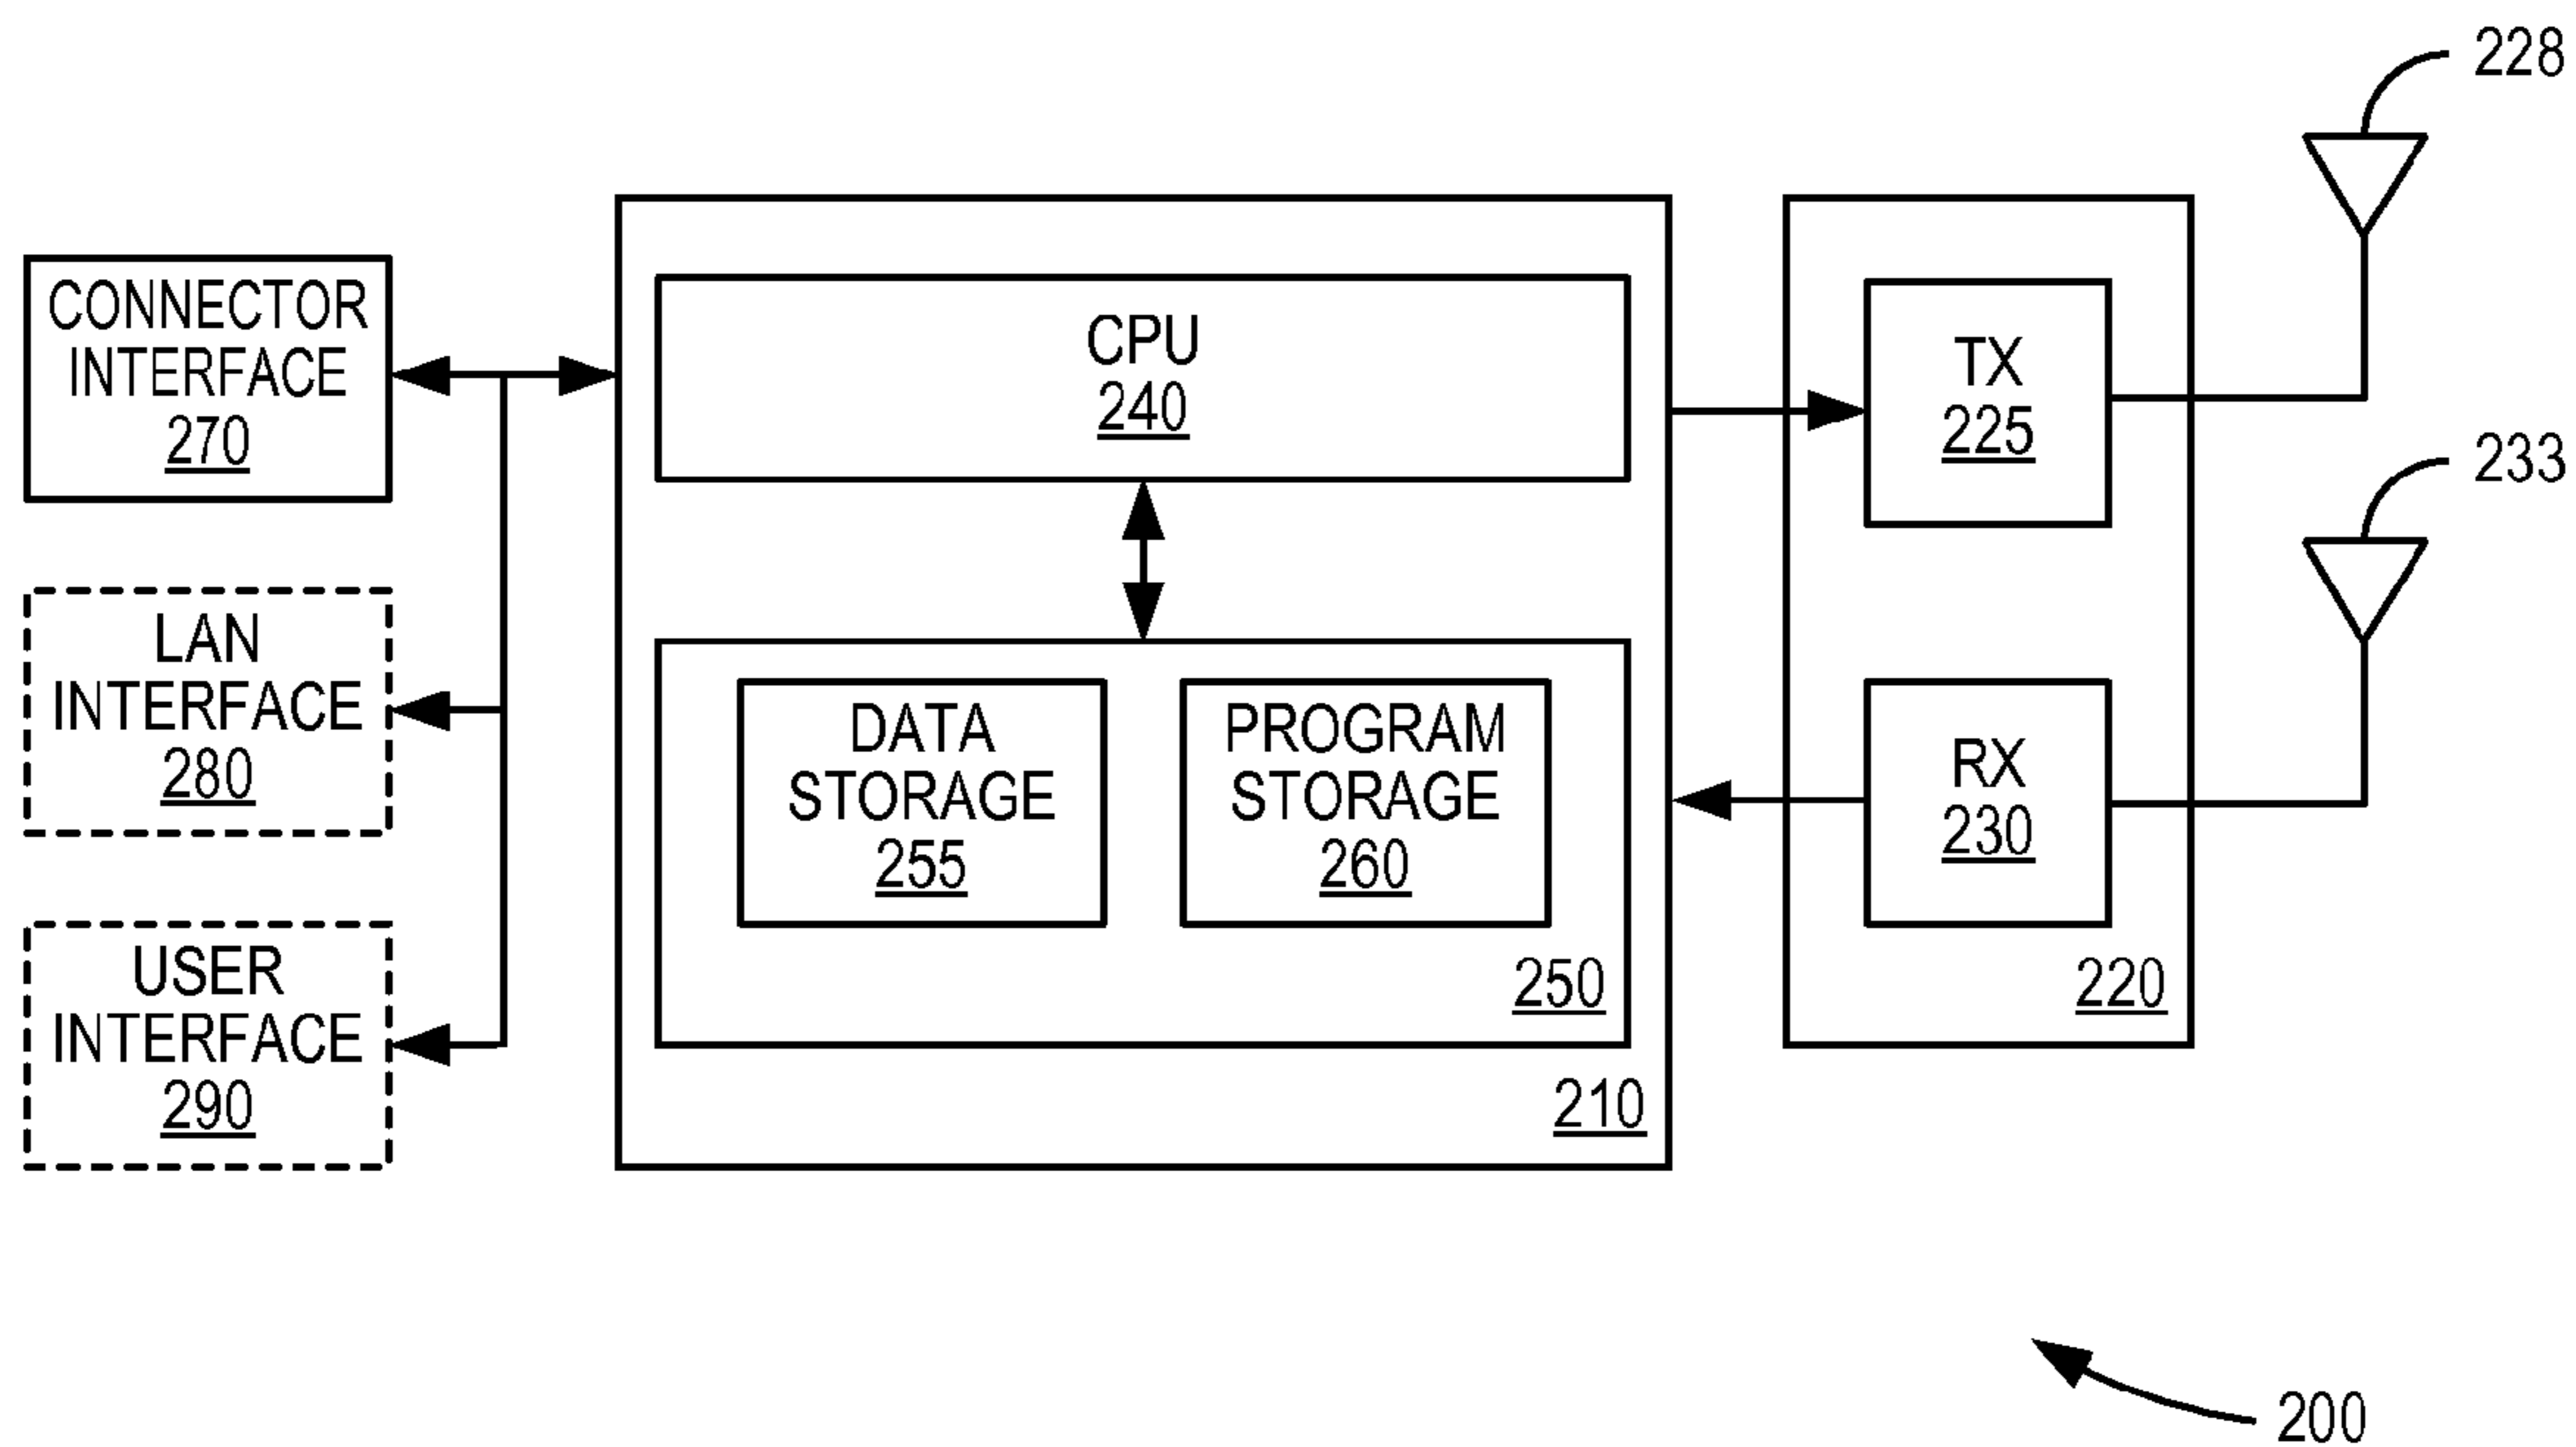 228
CONNECTOR
INTERFACE
270
CPU
240
TX
225
233
LAN
INTERFACE
280
DATA
STORAGE
255
PROGRAM
STORAGE
260
RX
230
USER
INTERFACE
290
250
220
210
200